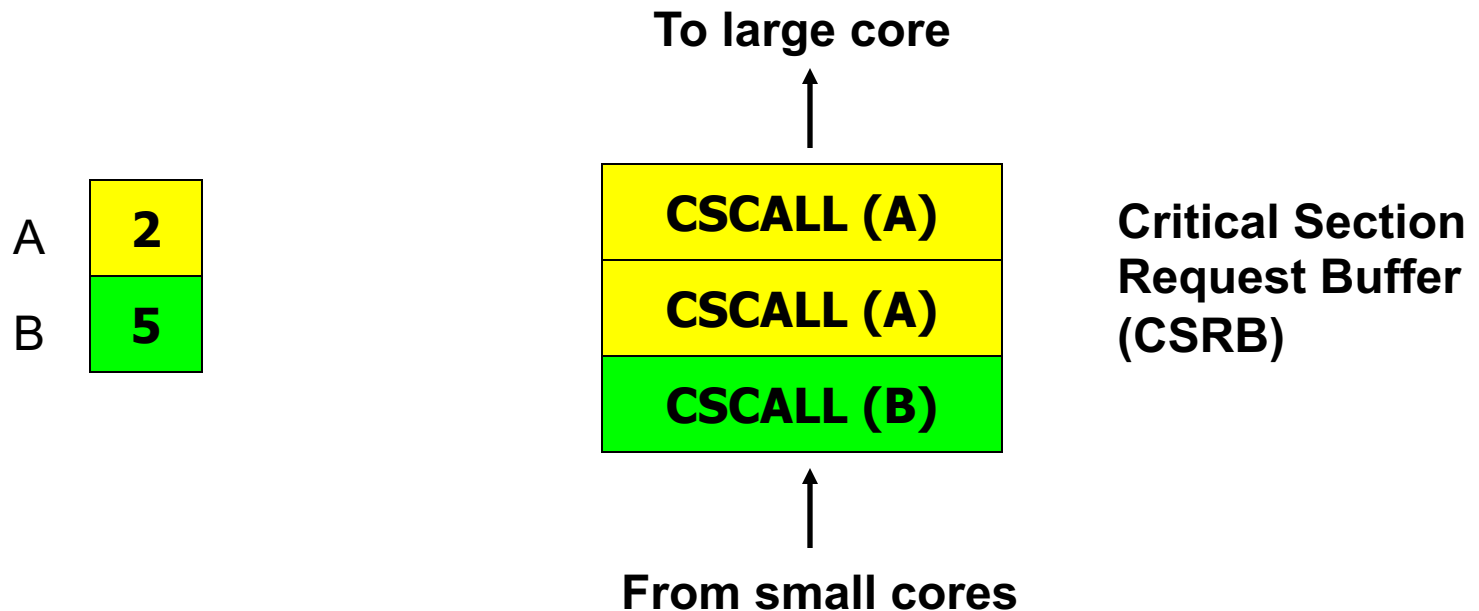 To large core
A
2
B
5
CSCALL (A)
CSCALL (A)
CSCALL (B)
Critical Section
Request Buffer
(CSRB)
From small cores